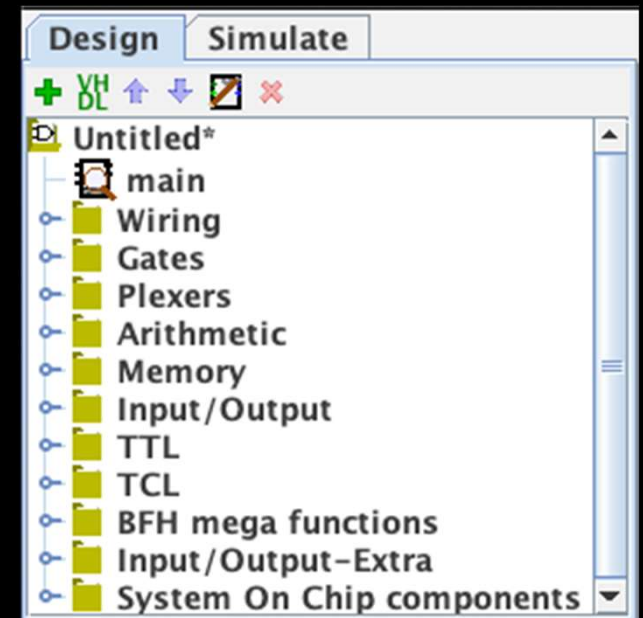 Design Simulate
VH
DL
Untitled*
main
Wiring
Gates
Plexers
Arithmetic
Memory
Input/Output
TTL
TCL
BFH mega functions
Input/Output-Extra
System On Chip components